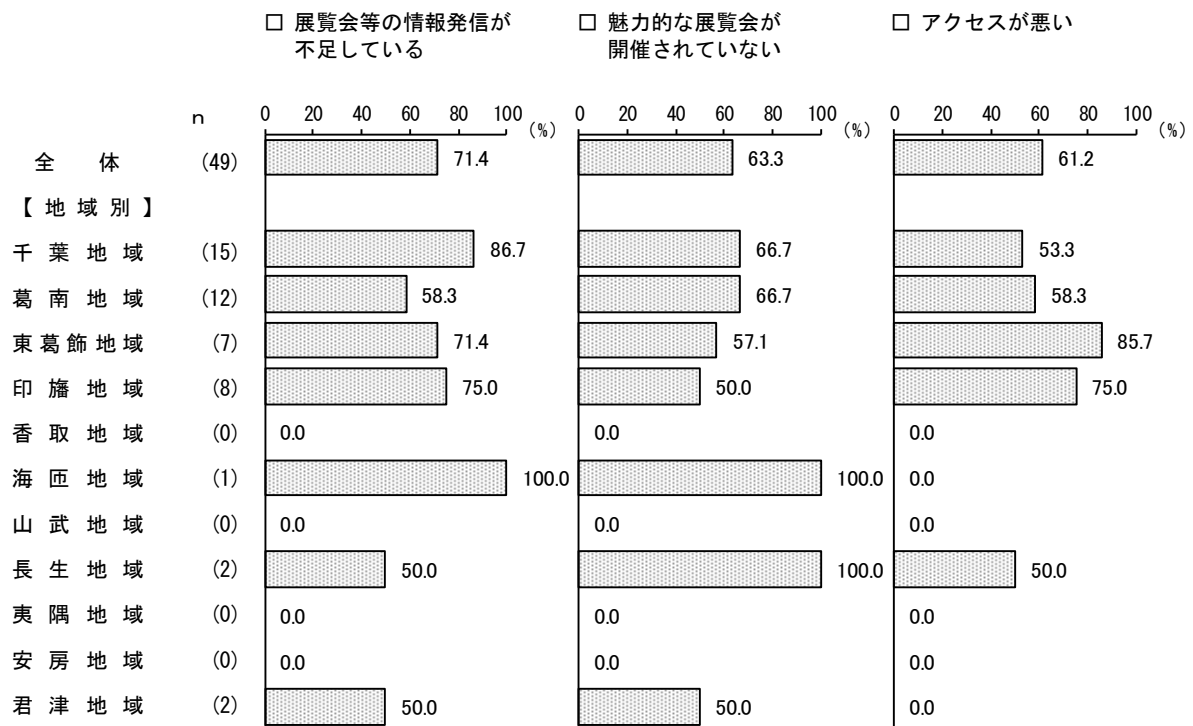 □ 展覧会等の情報発信が 不足している
□ 魅力的な展覧会が 開催されていない
□ アクセスが悪い
n 0 20 40 60 80 100 (%) 0 20 40 60 80 100 (%) 0 20 40 60 80 100 (%)
全体 (49) 71.4 63.3 61.2
【地域別】
千葉地域 (15) 86.7 66.7 53.3
葛南地域 (12) 58.3 66.7 58.3
東葛飾地域 (7) 71.4 57.1 85.7
印旛地域 (8) 75.0 50.0 75.0
香取地域 (0) 0.0 0.0 0.0
海匝地域 (1) 100.0 100.0 0.0
山武地域 (0) 0.0 0.0 0.0
長生地域 (2) 50.0 100.0 50.0
夷隅地域 (0) 0.0 0.0 0.0
安房地域 (0) 0.0 0.0 0.0
君津地域 (2) 50.0 50.0 0.0